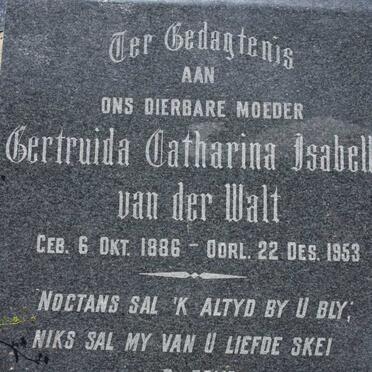 Ter Gedagtenis
AAN
ONS DIERBARE MOEDER
Gertruida Catharina Isabell
van der Walt
GEB. 6 OKT. 1886 - OORL. 22 DES. 1953
NOCTANS SAL 'K ALTYD BY U BLY,
NIKS SAL MY VAN U LIEFDE SKEI